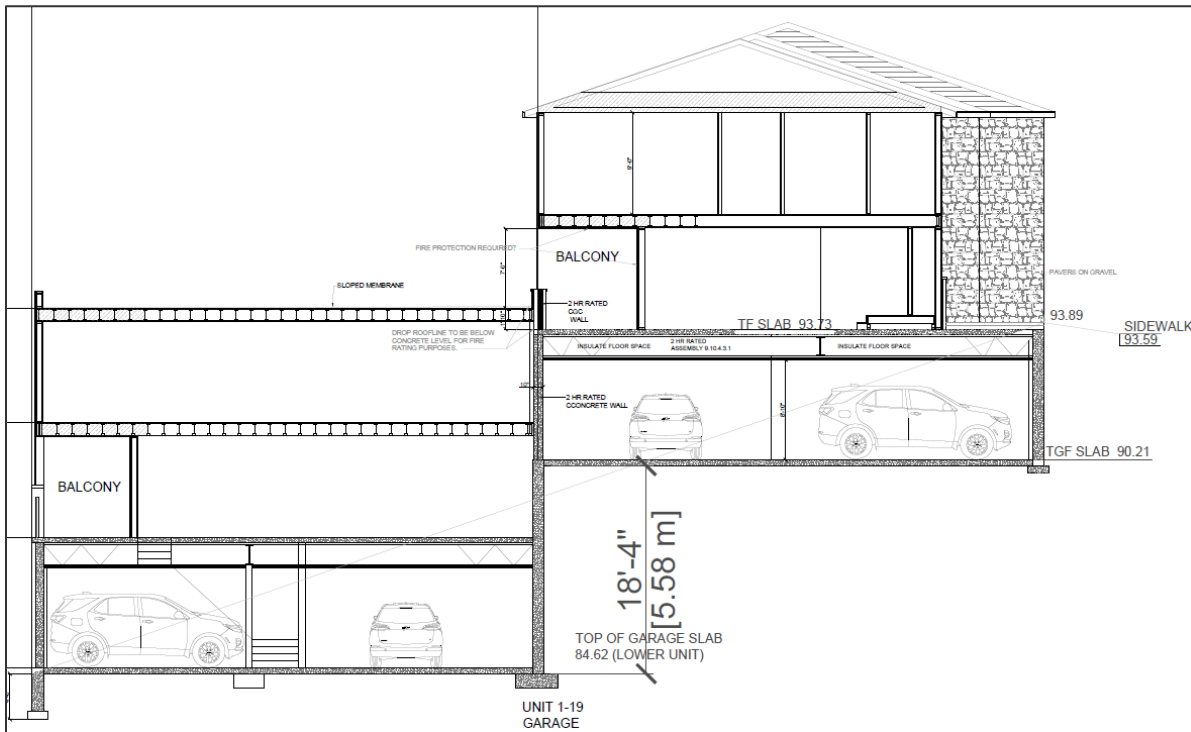 FIRE PROTECTION REQUIRED?
BALCONY
SLOPED MEMBRANE
PAVERS ON GRAVEL
2 HR RATED
CGC
WALL
DROP ROOFLINE TO BE BELOW
CONCRETE LEVEL FOR FIRE
RATING PURPOSES.
TF SLAB 93.73
93.89
SIDEWALK
93.59
INSULATE FLOOR SPACE
2 HR RATED
ASSEMBLY 9.10.4.3.1
INSULATE FLOOR SPACE
10"
2 HR RATED
CCONCRETE WALL
TGF SLAB 90.21
BALCONY
18'-4"
[5.58 m]
TOP OF GARAGE SLAB
84.62 (LOWER UNIT)
UNIT 1-19
GARAGE